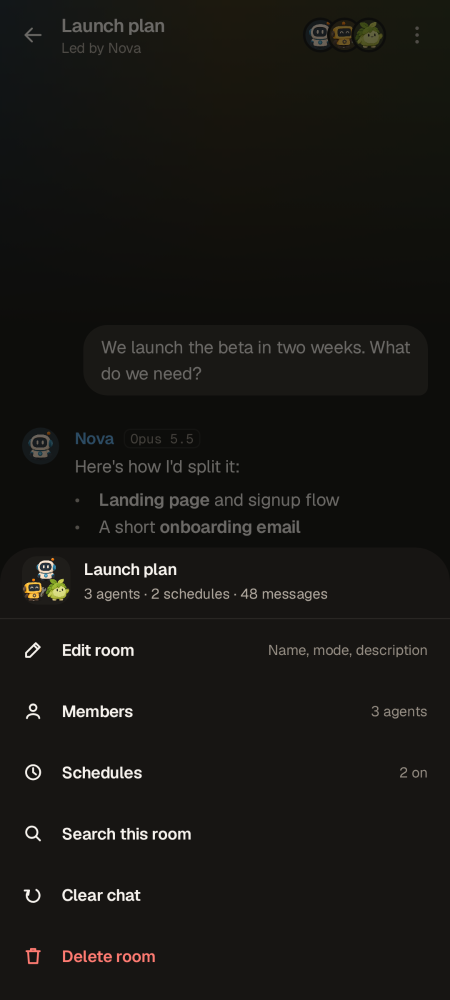 Launch plan
Led by Nova
We launch the beta in two weeks. What
do we need?
Nova Opus 5.5
Here's how I'd split it:
• Landing page and signup flow
• A short onboarding email
Launch plan
3 agents · 2 schedules · 48 messages
Edit room Name, mode, description
Members 3 agents
Schedules 2 on
Search this room
Clear chat
Delete room